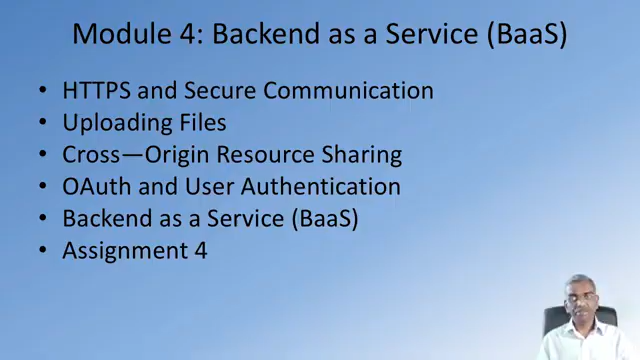 Module 4: Backend as a Service (BaaS)
• HTTPS and Secure Communication
• Uploading Files
• Cross—Origin Resource Sharing
• OAuth and User Authentication
• Backend as a Service (BaaS)
• Assignment 4